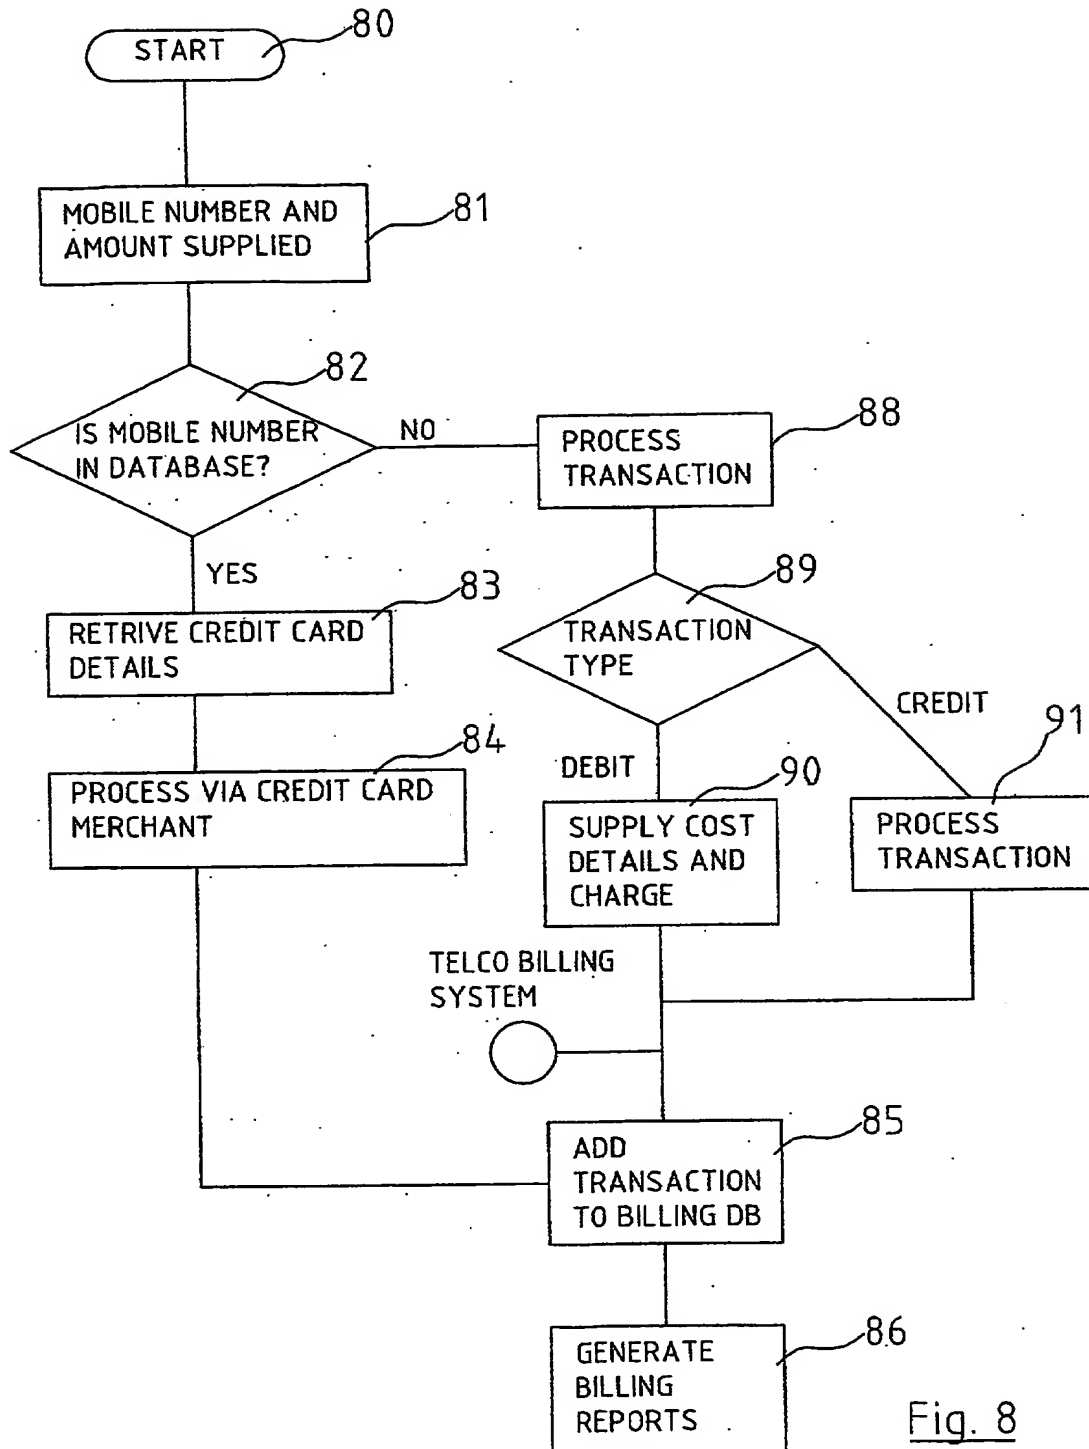 START
80
MOBILE NUMBER AND
AMOUNT SUPPLIED
81
82
IS MOBILE NUMBER
IN DATABASE?
NO
PROCESS
TRANSACTION
88
YES
RETRIVE CREDIT CARD
DETAILS
83
89
TRANSACTION
TYPE
PROCESS VIA CREDIT CARD
MERCHANT
84
DEBIT
CREDIT
SUPPLY COST
DETAILS AND
CHARGE
90
PROCESS
TRANSACTION
91
TELCO BILLING
SYSTEM
ADD
TRANSACTION
TO BILLING DB
85
GENERATE
BILLING
REPORTS
86
Fig. 8